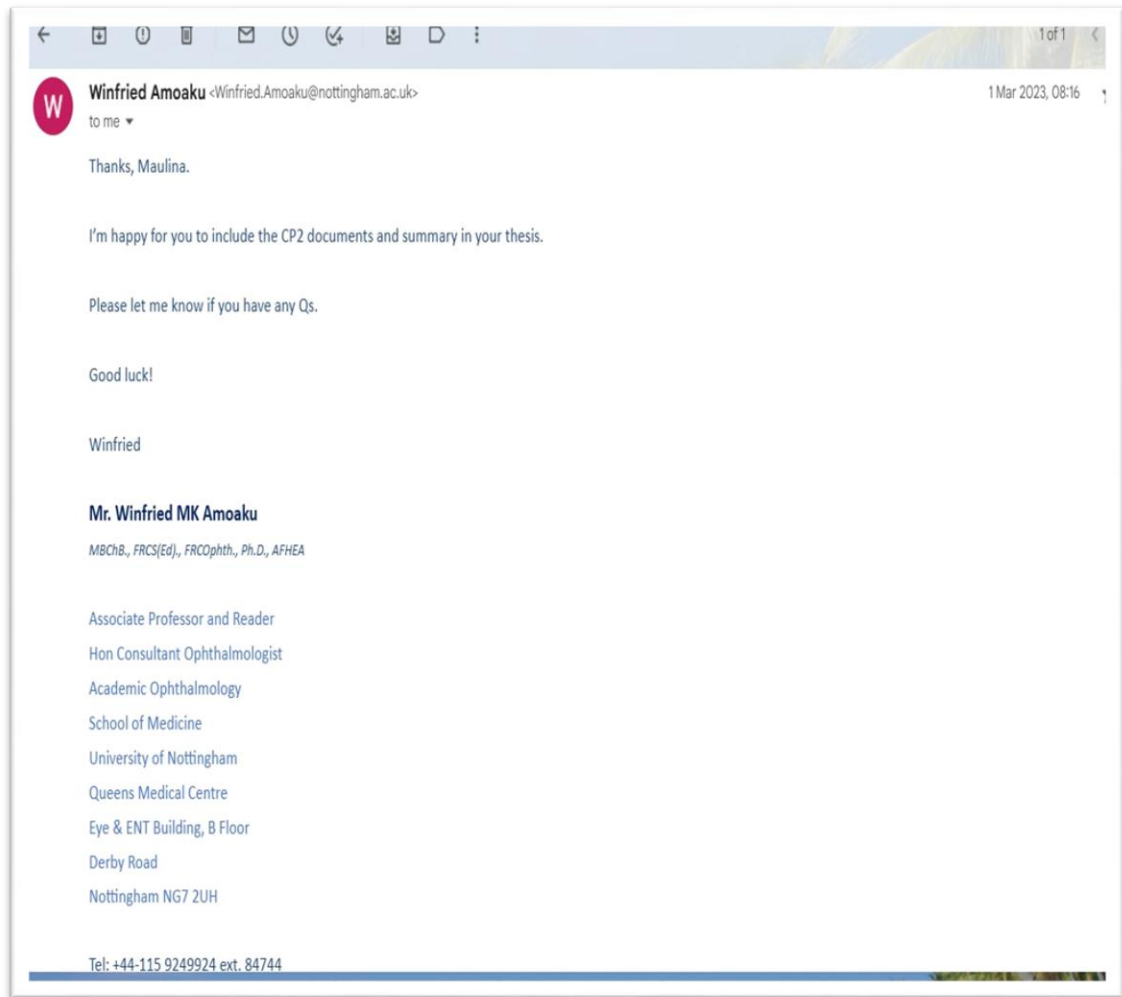 1 of 1
W
Winfried Amoaku <Winfried.Amoaku@nottingham.ac.uk>
1 Mar 2023, 08:16
to me
Thanks, Maulina.
I'm happy for you to include the CP2 documents and summary in your thesis.
Please let me know if you have any Qs.
Good luck!
Winfried
Mr. Winfried MK Amoaku
MBChB., FRCS(Ed)., FRCOphth., Ph.D., AFHEA
Associate Professor and Reader
Hon Consultant Ophthalmologist
Academic Ophthalmology
School of Medicine
University of Nottingham
Queens Medical Centre
Eye & ENT Building, B Floor
Derby Road
Nottingham NG7 2UH
Tel: +44-115 9249924 ext. 84744